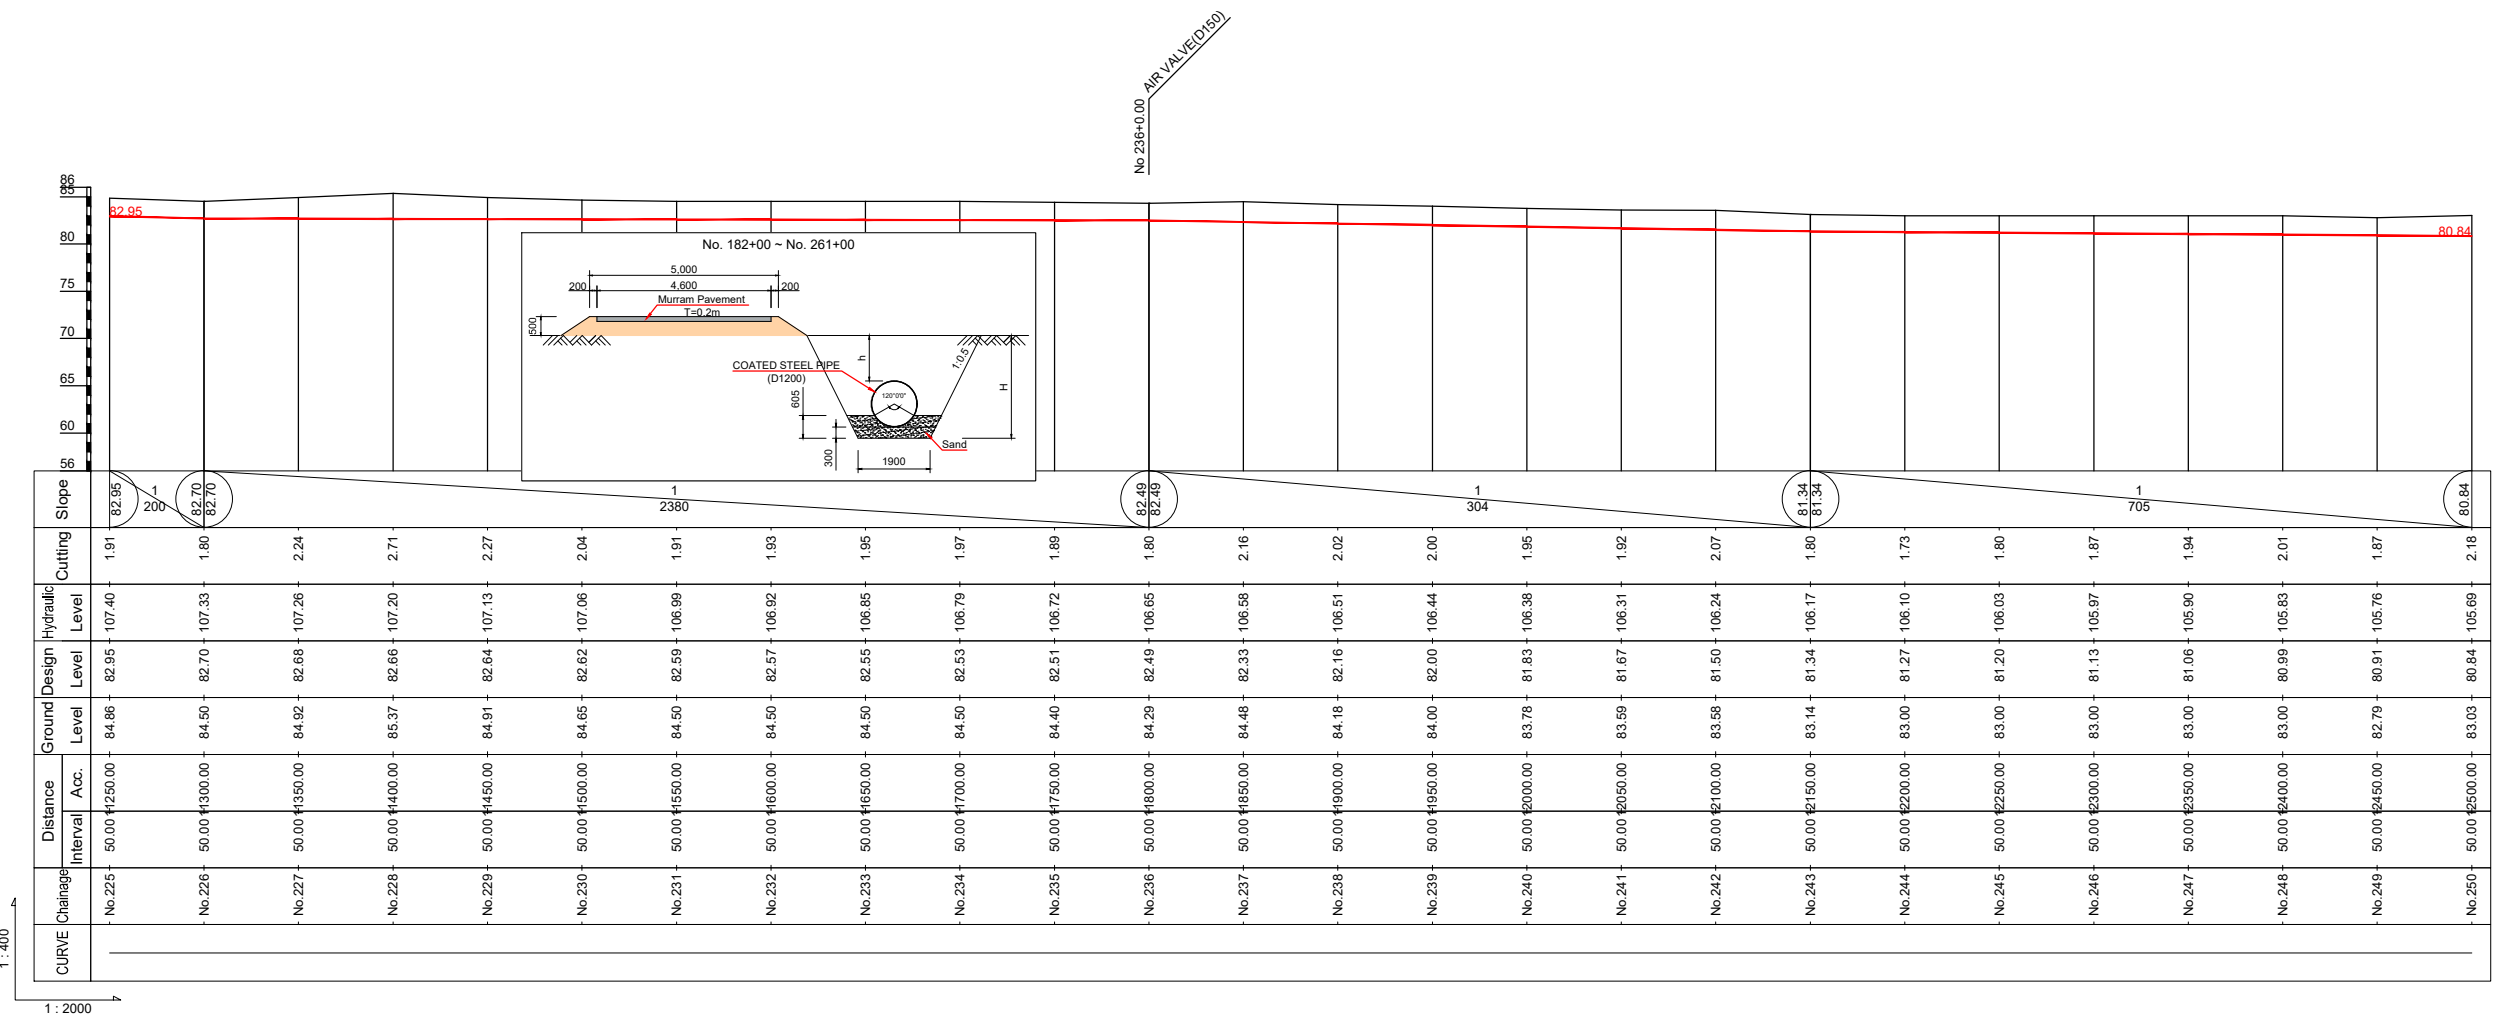 AIR VALVE(D150)
No 236+0.00
86
85
80
75
70
65
60
56
82.95
80.84
No. 182+00 ~ No. 261+00
5,000
200
4,600
200
Murram Pavement
T=0.2m
500
h
1:0.5
H
COATED STEEL PIPE
(D1200)
120°0'0"
605
300
Sand
1900
Slope
82.95
1
200
82.70
82.70
1
2380
82.49
82.49
1
304
81.34
81.34
1
705
80.84
Cutting
1.91 1.80 2.24 2.71 2.27 2.04 1.91 1.93 1.95 1.97 1.89 1.80 2.16 2.02 2.00 1.95 1.92 2.07 1.80 1.73 1.80 1.87 1.94 2.01 1.87 2.18
Hydraulic
Level
107.40 107.33 107.26 107.20 107.13 107.06 106.99 106.92 106.85 106.79 106.72 106.65 106.58 106.51 106.44 106.38 106.31 106.24 106.17 106.10 106.03 105.97 105.90 105.83 105.76 105.69
Design
Level
82.95 82.70 82.68 82.66 82.64 82.62 82.59 82.57 82.55 82.53 82.51 82.49 82.33 82.16 82.00 81.83 81.67 81.50 81.34 81.27 81.20 81.13 81.06 80.99 80.91 80.84
Ground
Level
84.86 84.50 84.92 85.37 84.91 84.65 84.50 84.50 84.50 84.50 84.40 84.29 84.48 84.18 84.00 83.78 83.59 83.58 83.14 83.00 83.00 83.00 83.00 83.00 82.79 83.03
Distance
Acc.
11250.00 11300.00 11350.00 11400.00 11450.00 11500.00 11550.00 11600.00 11650.00 11700.00 11750.00 11800.00 11850.00 11900.00 11950.00 12000.00 12050.00 12100.00 12150.00 12200.00 12250.00 12300.00 12350.00 12400.00 12450.00 12500.00
Interval
50.00 50.00 50.00 50.00 50.00 50.00 50.00 50.00 50.00 50.00 50.00 50.00 50.00 50.00 50.00 50.00 50.00 50.00 50.00 50.00 50.00 50.00 50.00 50.00 50.00 50.00
Chainage
No.225 No.226 No.227 No.228 No.229 No.230 No.231 No.232 No.233 No.234 No.235 No.236 No.237 No.238 No.239 No.240 No.241 No.242 No.243 No.244 No.245 No.246 No.247 No.248 No.249 No.250
CURVE
1 : 400
1 : 2000